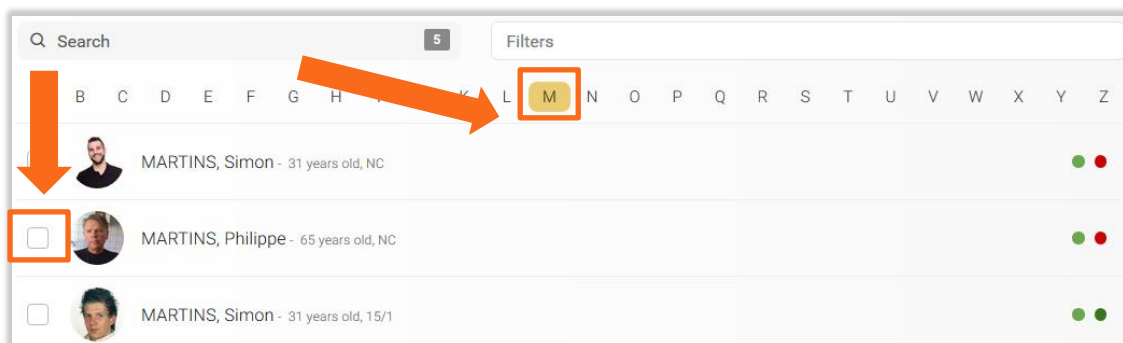 Search 5 Filters
B C D E F G H K L M N O P Q R S T U V W X Y Z
MARTINS, Simon - 31 years old, NC
MARTINS, Philippe - 65 years old, NC
MARTINS, Simon - 31 years old, 15/1